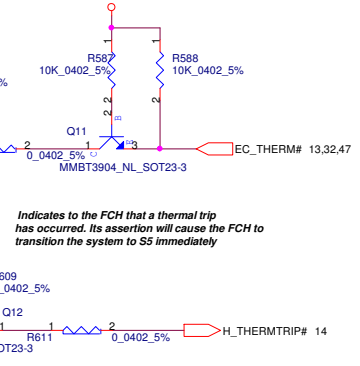 1
1
R587
10K_0402_5%
R588
10K_0402_5%
%
2
2
2
B
Q11
E
2
0_0402_5%
1
C
3
EC_THERM# 13,32,47
MMBT3904_NL_SOT23-3
Indicates to the FCH that a thermal trip
has occurred. Its assertion will cause the FCH to
transition the system to S5 immediately
609
_0402_5%
Q12
1
1
2
H_THERMTRIP# 14
R611
0_0402_5%
OT23-3